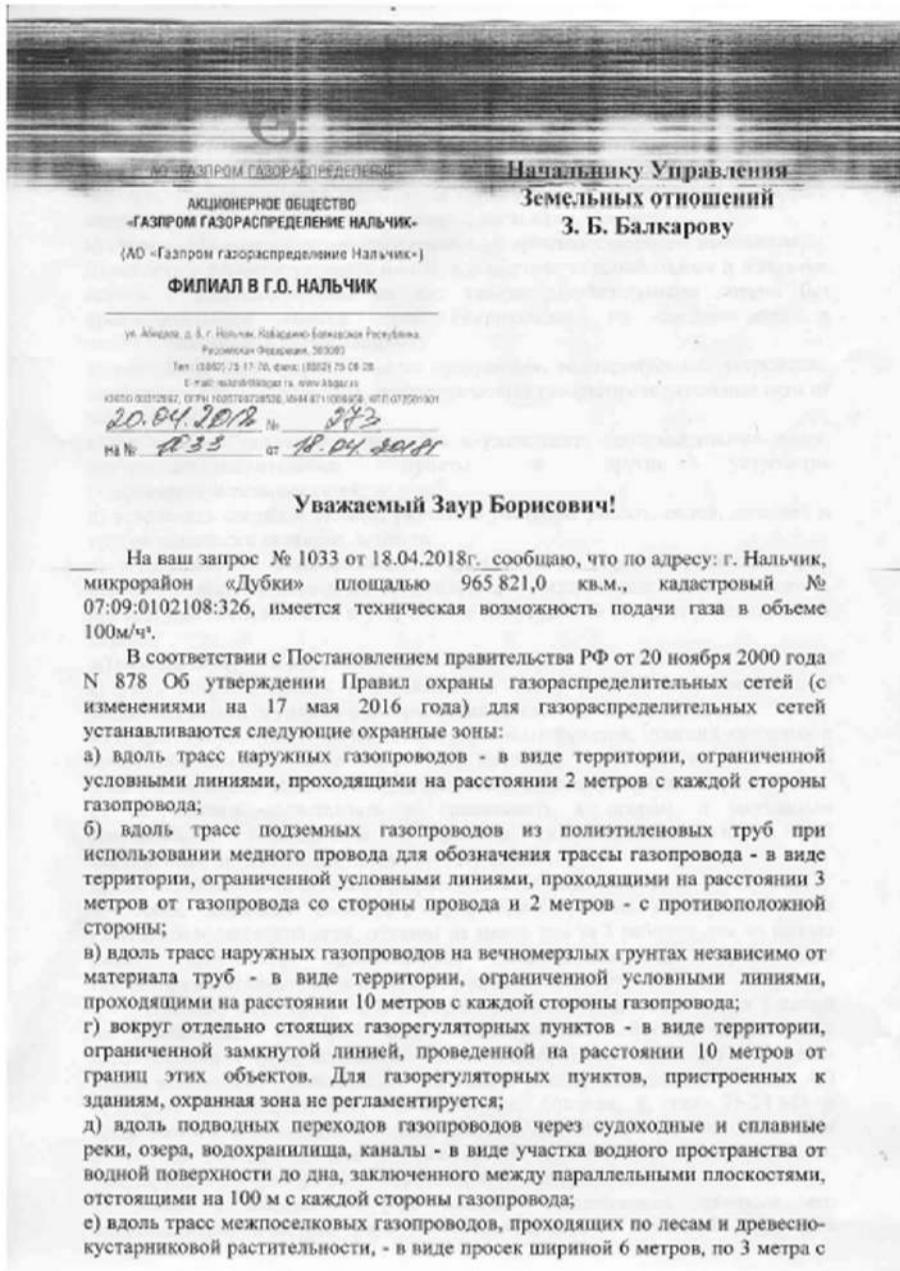 АО «ГАЗПРОМ ГАЗОРАСПРЕДЕЛЕНИЕ
АКЦИОНЕРНОЕ ОБЩЕСТВО
«ГАЗПРОМ ГАЗОРАСПРЕДЕЛЕНИЕ НАЛЬЧИК»
(АО «Газпром газораспределение Нальчик»)
ФИЛИАЛ В Г.О. НАЛЬЧИК
г. Нальчик, Кабардино-Балкарская Республика,
Российская Федерация,
20.04.2018 № 273
на № 1033 от 18.04.2018г
Начальнику Управления
Земельных отношений
З. Б. Балкарову
Уважаемый Заур Борисович!
На ваш запрос № 1033 от 18.04.2018г. сообщаю, что по адресу: г. Нальчик,
микрорайон «Дубки» площадью 965 821,0 кв.м., кадастровый №
07:09:0102108:326, имеется техническая возможность подачи газа в объеме
100м/ч³.
В соответствии с Постановлением правительства РФ от 20 ноября 2000 года
N 878 Об утверждении Правил охраны газораспределительных сетей (с
изменениями на 17 мая 2016 года) для газораспределительных сетей
устанавливаются следующие охранные зоны:
а) вдоль трасс наружных газопроводов - в виде территории, ограниченной
условными линиями, проходящими на расстоянии 2 метров с каждой стороны
газопровода;
б) вдоль трасс подземных газопроводов из полиэтиленовых труб при
использовании медного провода для обозначения трассы газопровода - в виде
территории, ограниченной условными линиями, проходящими на расстоянии 3
метров от газопровода со стороны провода и 2 метров - с противоположной
стороны;
в) вдоль трасс наружных газопроводов на вечномерзлых грунтах независимо от
материала труб - в виде территории, ограниченной условными линиями,
проходящими на расстоянии 10 метров с каждой стороны газопровода;
г) вокруг отдельно стоящих газорегуляторных пунктов - в виде территории,
ограниченной замкнутой линией, проведенной на расстоянии 10 метров от
границ этих объектов. Для газорегуляторных пунктов, пристроенных к
зданиям, охранная зона не регламентируется;
д) вдоль подводных переходов газопроводов через судоходные и сплавные
реки, озера, водохранилища, каналы - в виде участка водного пространства от
водной поверхности до дна, заключенного между параллельными плоскостями,
отстоящими на 100 м с каждой стороны газопровода;
е) вдоль трасс межпоселковых газопроводов, проходящих по лесам и древесно-
кустарниковой растительности, - в виде просек шириной 6 метров, по 3 метра с